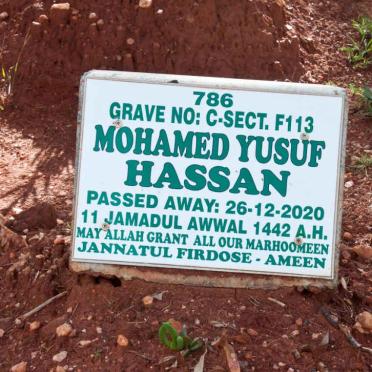 786
GRAVE NO: C-SECT. F113
MOHAMED YUSUF
HASSAN
PASSED AWAY: 26-12-2020
11 JAMADUL AWWAL 1442 A.H.
MAY ALLAH GRANT ALL OUR MARHOOMEEN
JANNATUL FIRDOSE - AMEEN